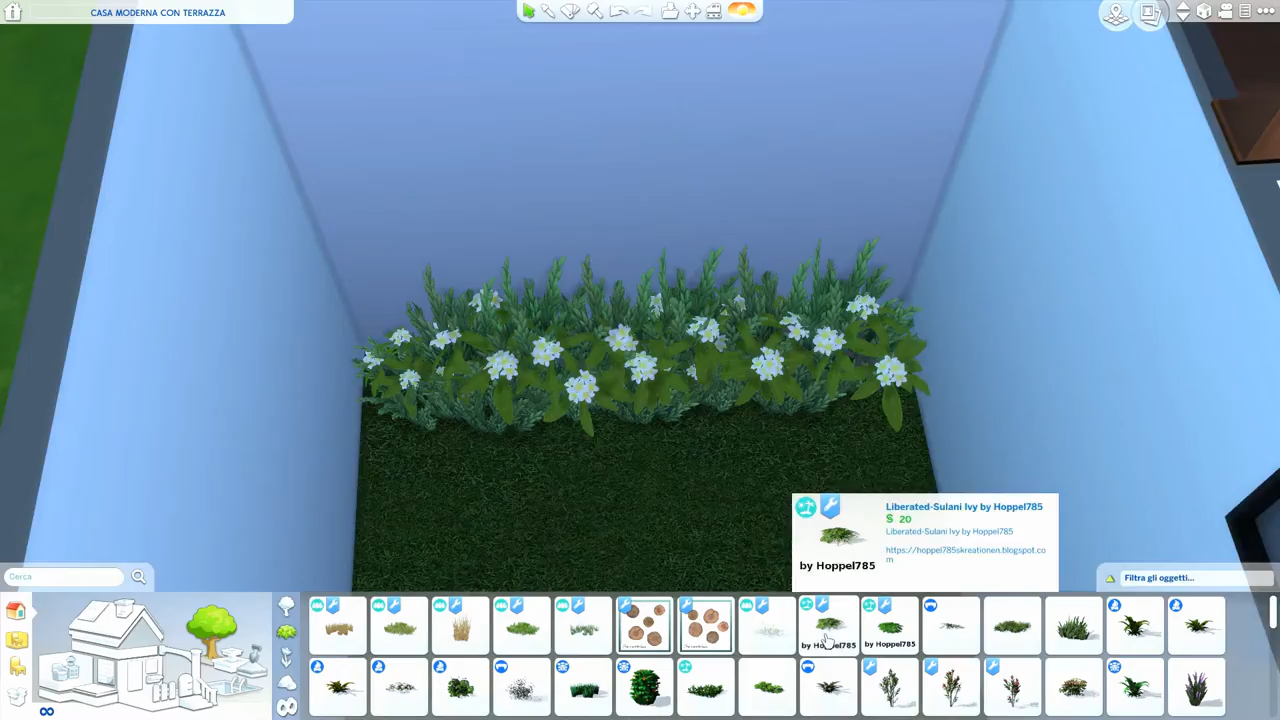 CASA MODERNA CON TERRAZZA
Liberated-Sulani Ivy by Hoppel785
§ 20
Liberated-Sulani Ivy by Hoppel785
https://hoppel785skreationen.blogspot.co
m
by Hoppel785
Cerca
Filtra gli oggetti...
by Hoppel785
by Hoppel785